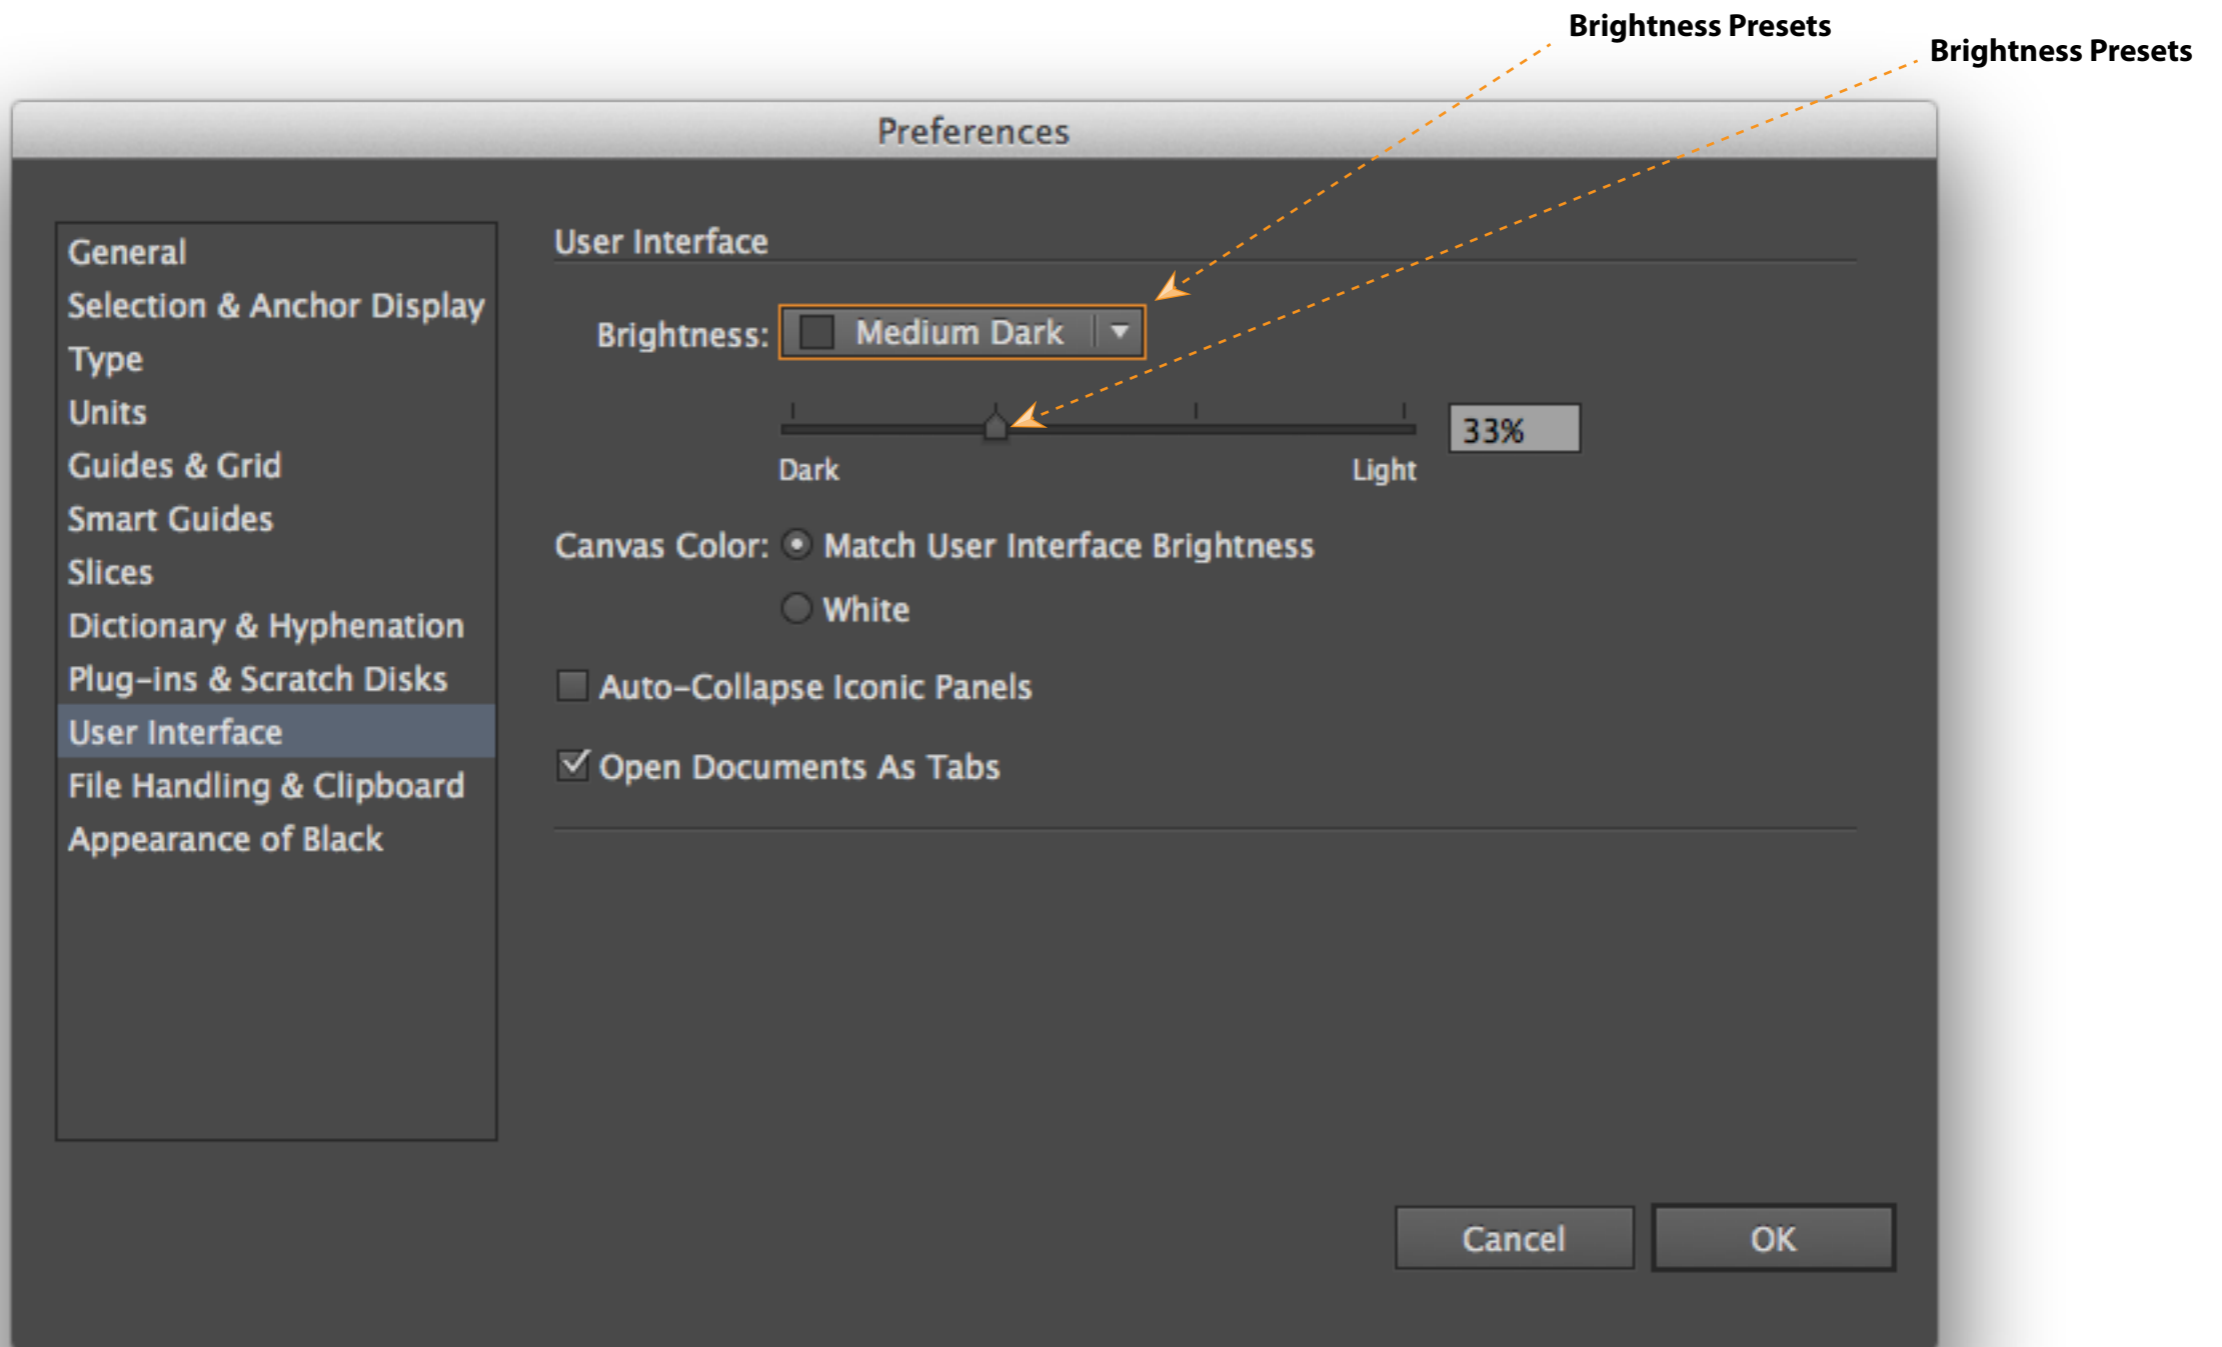 Brightness Presets
Brightness Presets
Preferences
General
Selection & Anchor Display
Type
Units
Guides & Grid
Smart Guides
Slices
Dictionary & Hyphenation
Plug-ins & Scratch Disks
User Interface
File Handling & Clipboard
Appearance of Black
User Interface
Brightness: Medium Dark
33%
Dark Light
Canvas Color: Match User Interface Brightness
White
Auto-Collapse Iconic Panels
Open Documents As Tabs
Cancel OK